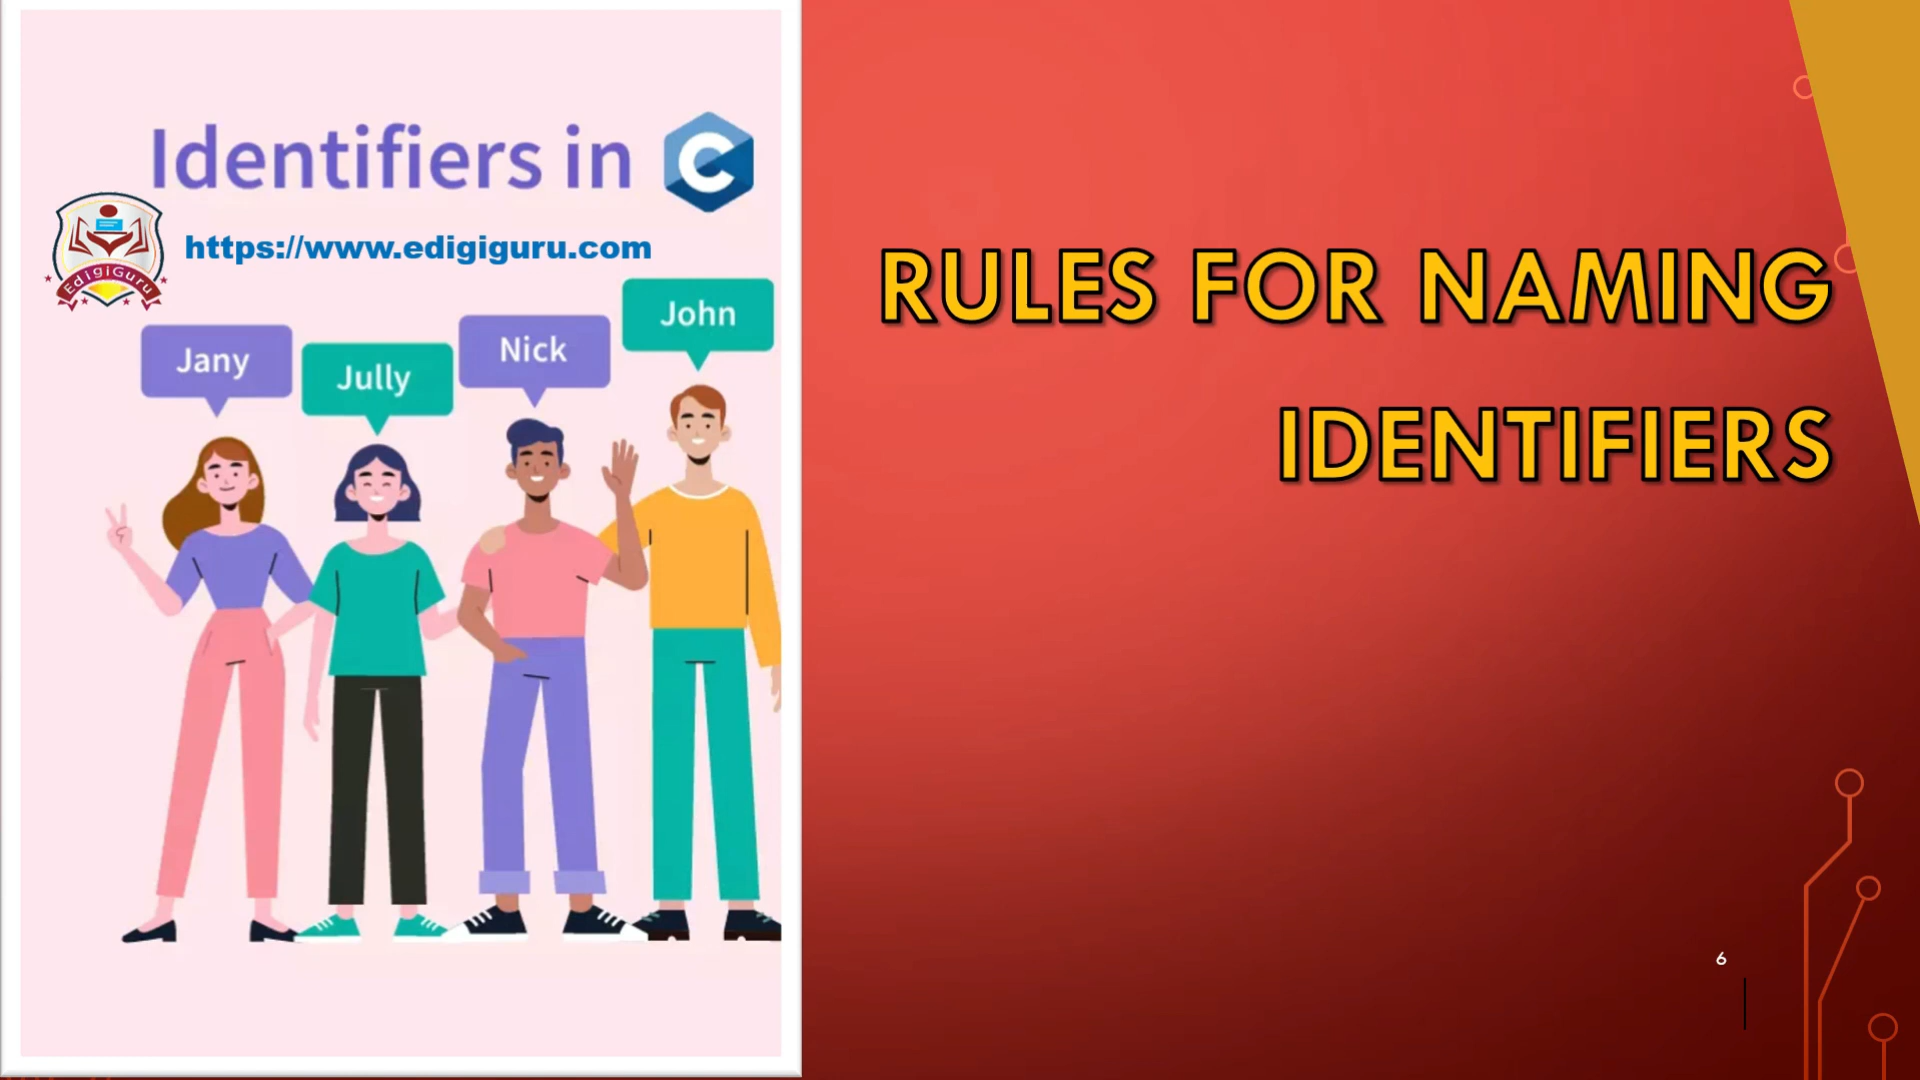 Identifiers in C
https://www.edigiguru.com
EdigiGuru
Jany
Jully
Nick
John
RULES FOR NAMING
IDENTIFIERS
6